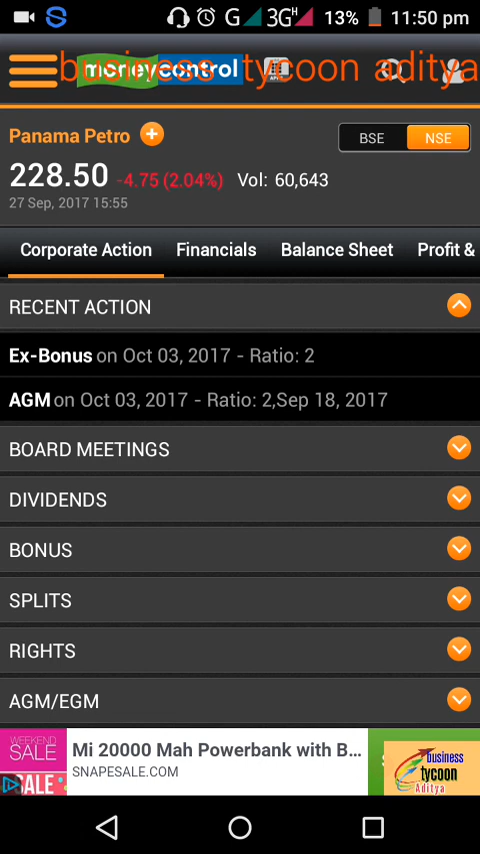 G 3G H 13% 11:50 pm
moneycontrol
business tycoon aditya
Panama Petro
BSE NSE
228.50 -4.75 (2.04%) Vol: 60,643
27 Sep, 2017 15:55
Corporate Action Financials Balance Sheet Profit &
RECENT ACTION
Ex-Bonus on Oct 03, 2017 - Ratio: 2
AGM on Oct 03, 2017 - Ratio: 2,Sep 18, 2017
BOARD MEETINGS
DIVIDENDS
BONUS
SPLITS
RIGHTS
AGM/EGM
WEEKEND
SALE
SALE
Mi 20000 Mah Powerbank with B...
SNAPESALE.COM
business
tycoon
Aditya